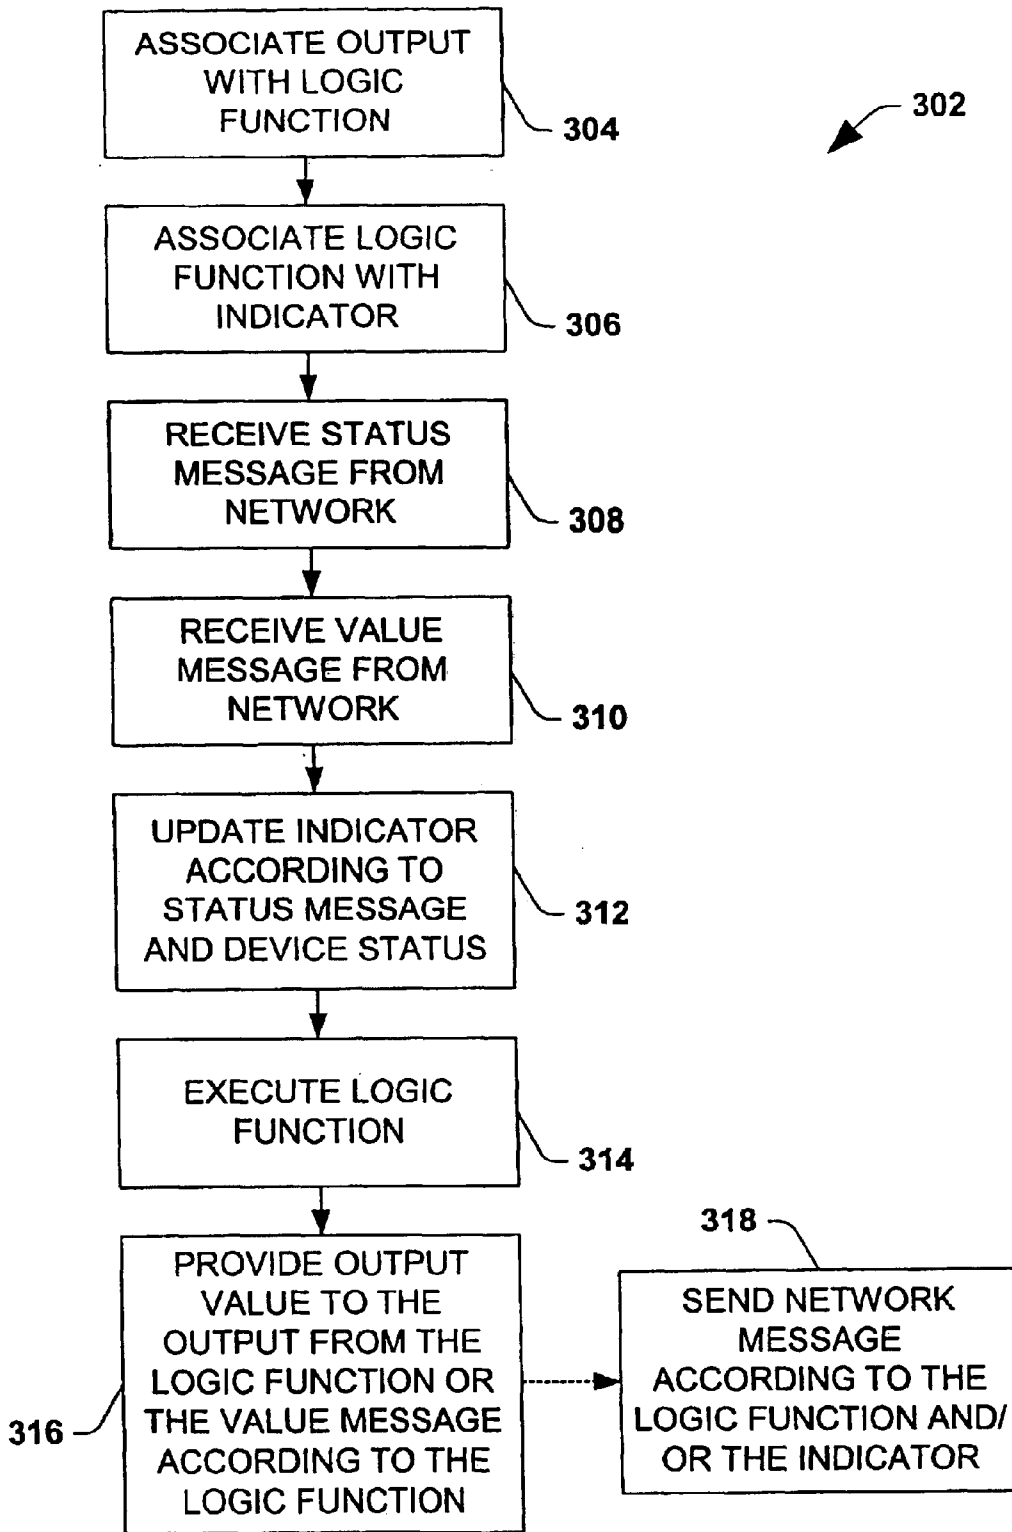 ASSOCIATE OUTPUT
WITH LOGIC
FUNCTION
304
302
ASSOCIATE LOGIC
FUNCTION WITH
INDICATOR
306
RECEIVE STATUS
MESSAGE FROM
NETWORK
308
RECEIVE VALUE
MESSAGE FROM
NETWORK
310
UPDATE INDICATOR
ACCORDING TO
STATUS MESSAGE
AND DEVICE STATUS
312
EXECUTE LOGIC
FUNCTION
314
PROVIDE OUTPUT
VALUE TO THE
OUTPUT FROM THE
LOGIC FUNCTION OR
THE VALUE MESSAGE
ACCORDING TO THE
LOGIC FUNCTION
316
318
SEND NETWORK
MESSAGE
ACCORDING TO THE
LOGIC FUNCTION AND/
OR THE INDICATOR